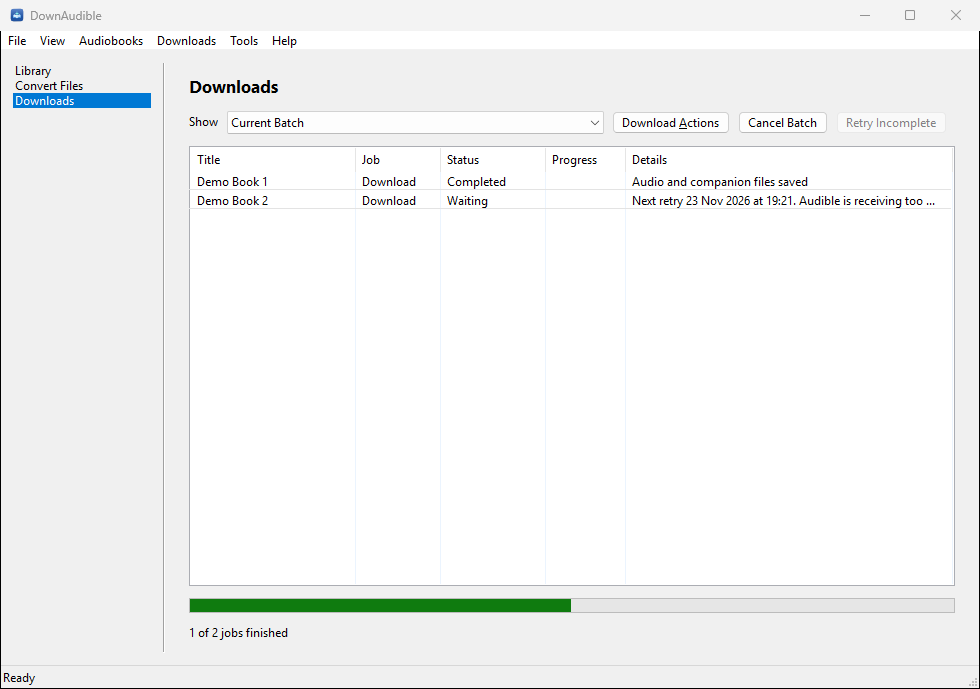 DownAudible
File View Audiobooks Downloads Tools Help
Library
Convert Files
Downloads
Downloads
Show Current Batch Download Actions Cancel Batch Retry Incomplete
Title Job Status Progress Details
Demo Book 1 Download Completed Audio and companion files saved
Demo Book 2 Download Waiting Next retry 23 Nov 2026 at 19:21. Audible is receiving too ...
1 of 2 jobs finished
Ready